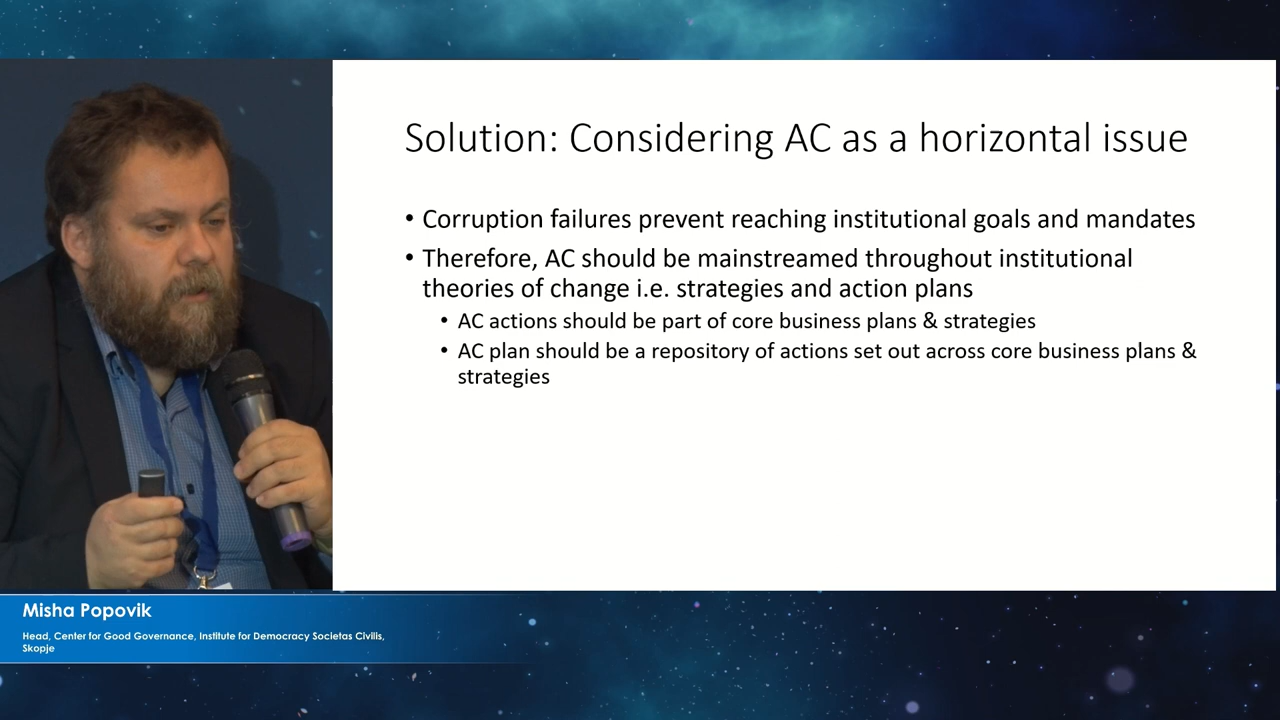 Solution: Considering AC as a horizontal issue
• Corruption failures prevent reaching institutional goals and mandates
• Therefore, AC should be mainstreamed throughout institutional
theories of change i.e. strategies and action plans
• AC actions should be part of core business plans & strategies
• AC plan should be a repository of actions set out across core business plans &
strategies
Misha Popovik
Head, Center for Good Governance, Institute for Democracy Societas Civilis,
Skopje